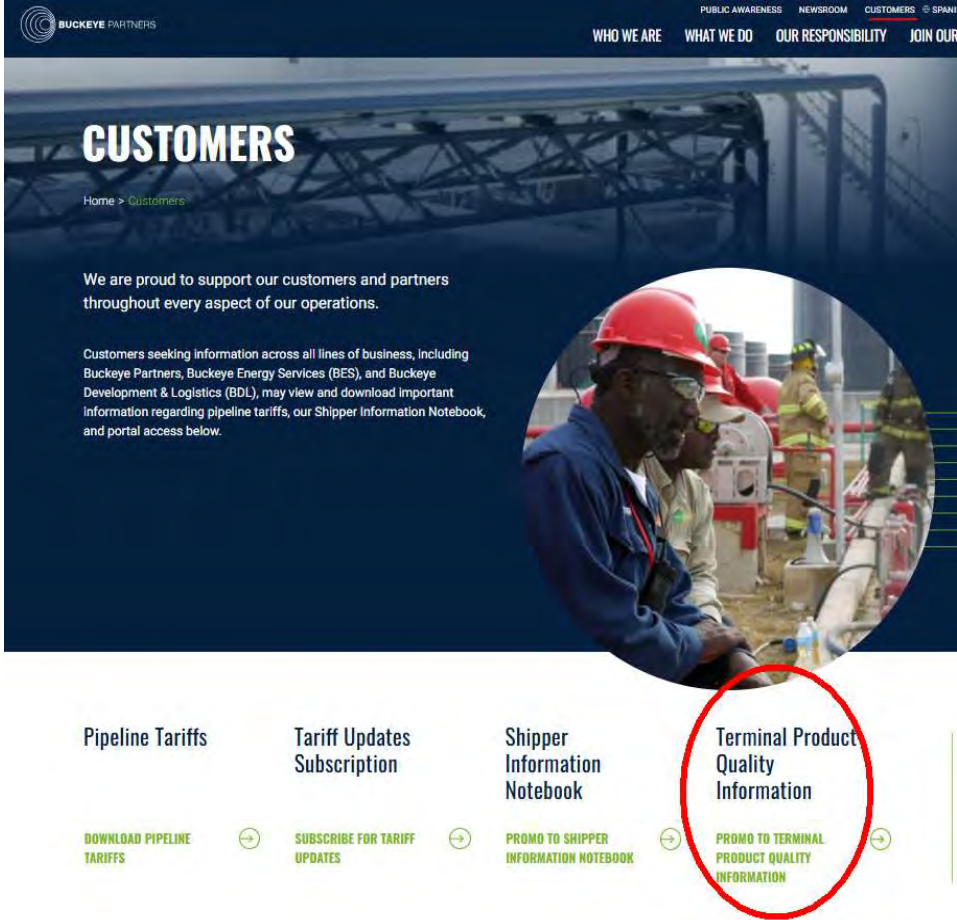 BUCKEYE PARTNERS
PUBLIC AWARENESS NEWSROOM CUSTOMERS SPANI
WHO WE ARE WHAT WE DO OUR RESPONSIBILITY JOIN OUR
CUSTOMERS
Home > Customers
We are proud to support our customers and partners
throughout every aspect of our operations.
Customers seeking information across all lines of business, including
Buckeye Partners, Buckeye Energy Services (BES), and Buckeye
Development & Logistics (BDL), may view and download important
information regarding pipeline tariffs, our Shipper Information Notebook,
and portal access below.
Pipeline Tariffs
DOWNLOAD PIPELINE
TARIFFS
Tariff Updates
Subscription
SUBSCRIBE FOR TARIFF
UPDATES
Shipper
Information
Notebook
PROMO TO SHIPPER
INFORMATION NOTEBOOK
Terminal Product
Quality
Information
PROMO TO TERMINAL
PRODUCT QUALITY
INFORMATION